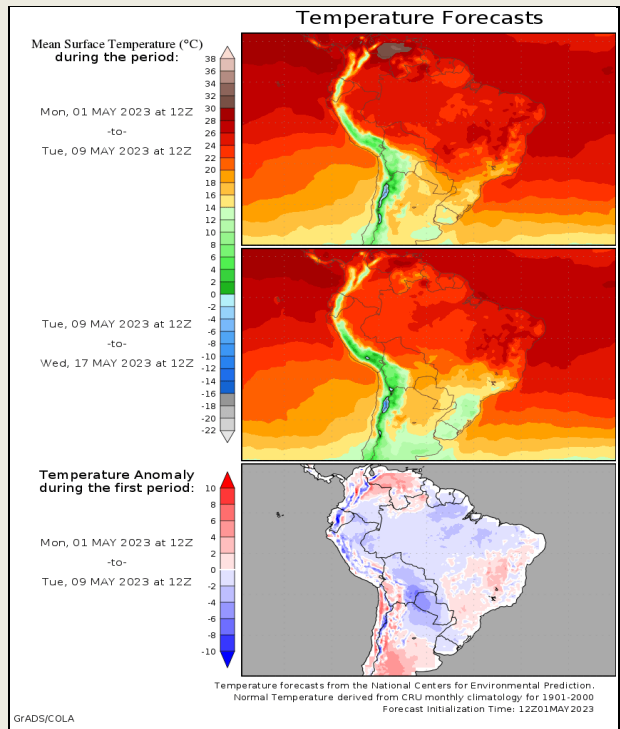 Temperature Forecasts
Mean Surface Temperature (°C)
during the period:
Mon, 01 MAY 2023 at 12Z
-to-
Tue, 09 MAY 2023 at 12Z
38
36
34
32
30
28
26
24
22
20
18
16
14
12
10
8
6
4
2
0
-2
-4
-6
-8
-10
-12
-14
-16
-18
-20
-22
Tue, 09 MAY 2023 at 12Z
-to-
Wed, 17 MAY 2023 at 12Z
Temperature Anomaly
during the first period:
Mon, 01 MAY 2023 at 12Z
-to-
Tue, 09 MAY 2023 at 12Z
10
8
6
4
2
0
-2
-4
-6
-8
-10
Temperature forecasts from the National Centers for Environmental Prediction.
Normal Temperature derived from CRU monthly climatology for 1901-2000
Forecast Initialization Time: 12Z01MAY2023
GrADS/COLA